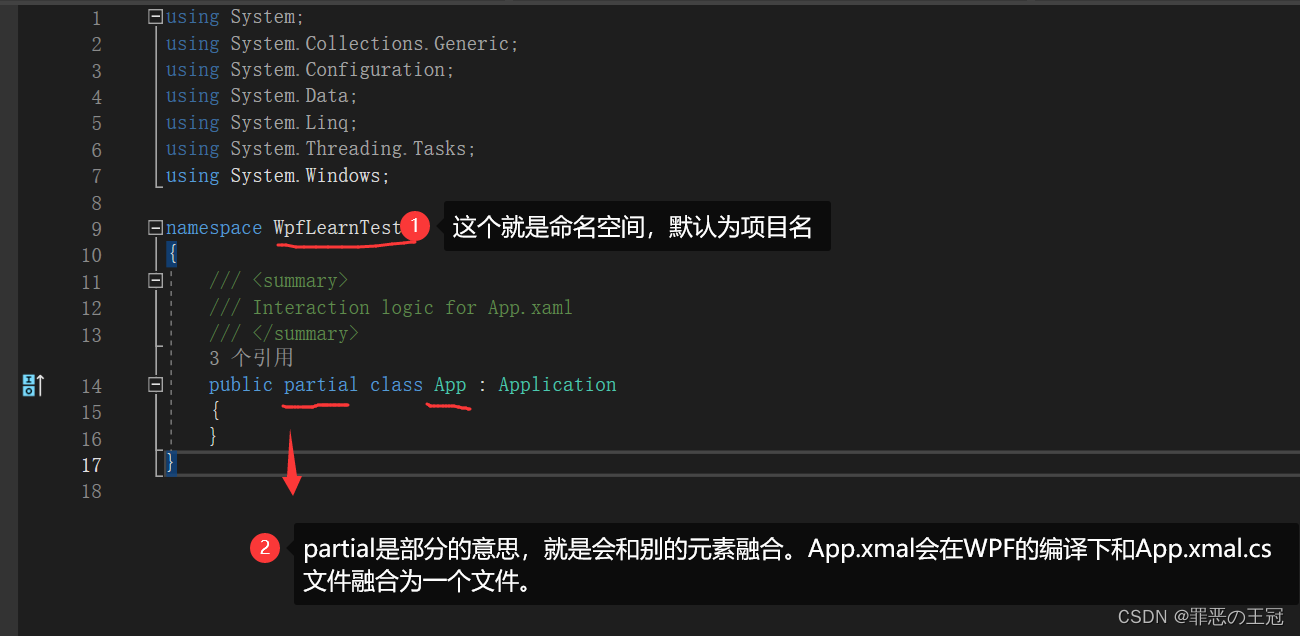 1 using System;
2 using System.Collections.Generic;
3 using System.Configuration;
4 using System.Data;
5 using System.Linq;
6 using System.Threading.Tasks;
7 using System.Windows;
8
9 namespace WpfLearnTest 1 这个就是命名空间，默认为项目名
10 {
11 /// <summary>
12 /// Interaction logic for App.xaml
13 /// </summary>
3 个引用
14 public partial class App : Application
15 {
16 }
17 }
18
2 partial是部分的意思，就是会和别的元素融合。App.xmal会在WPF的编译下和App.xmal.cs
文件融合为一个文件。
CSDN @罪恶の王冠